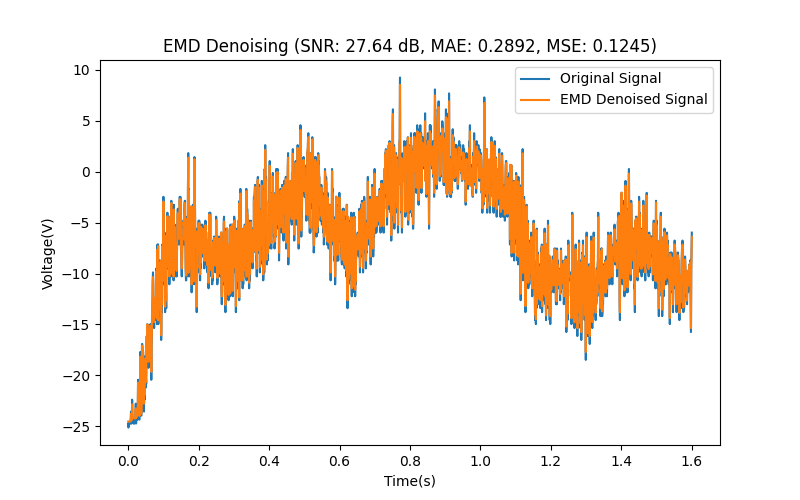 EMD Denoising (SNR: 27.64 dB, MAE: 0.2892, MSE: 0.1245)
Original Signal
EMD Denoised Signal
10
5
0
−5
−10
−15
−20
−25
Voltage(V)
0.0 0.2 0.4 0.6 0.8 1.0 1.2 1.4 1.6
Time(s)